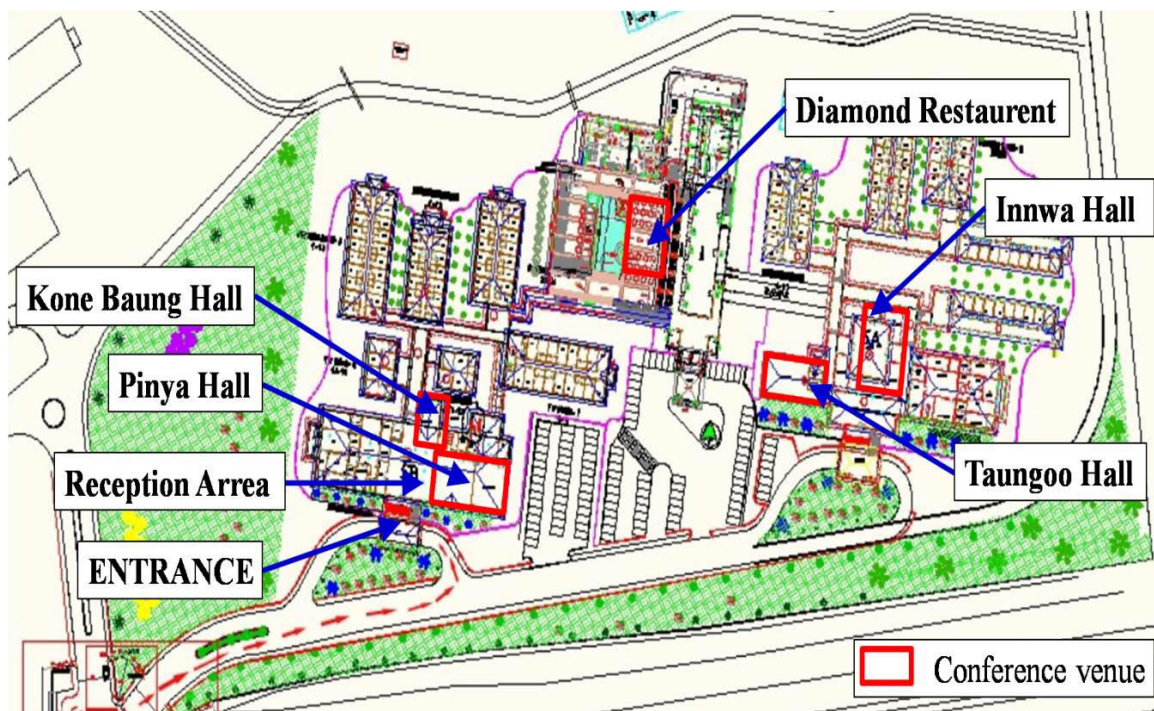 Diamond Restaurent
Innwa Hall
Kone Baung Hall
Pinya Hall
Reception Arrea
Taungoo Hall
ENTRANCE
Conference venue